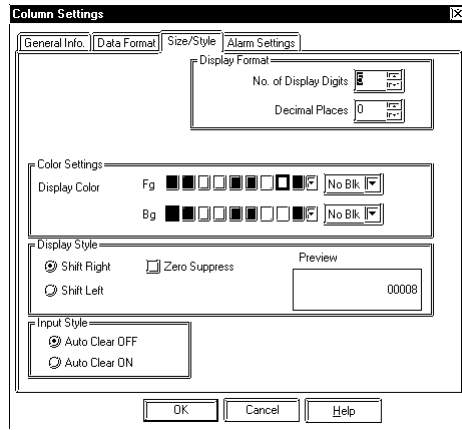 Column Settings
General Info. Data Format Size/Style Alarm Settings
Display Format
No. of Display Digits
Decimal Places 0
Color Settings
Display Color Fg No Blk
Bg No Blk
Display Style
Shift Right Zero Suppress Preview
Shift Left 00008
Input Style
Auto Clear OFF
Auto Clear ON
OK Cancel Help